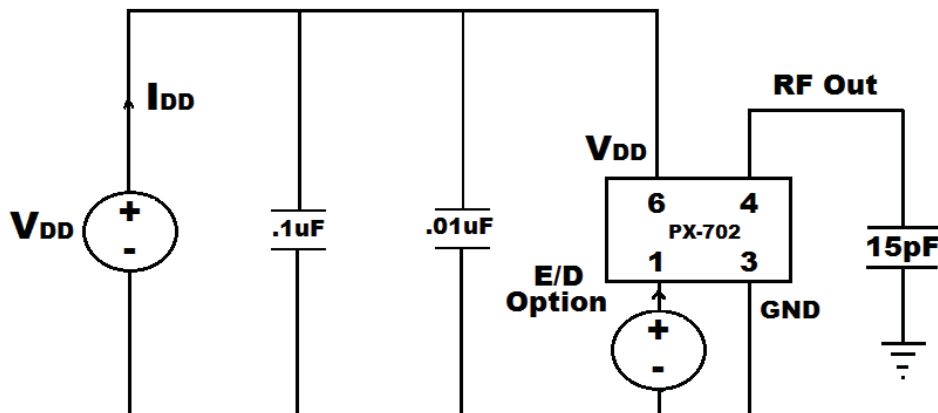 IDD
RF Out
VDD
VDD
+
-
.1uF
.01uF
6 4
PX-702
1 3
15pF
E/D
Option
GND
+
-